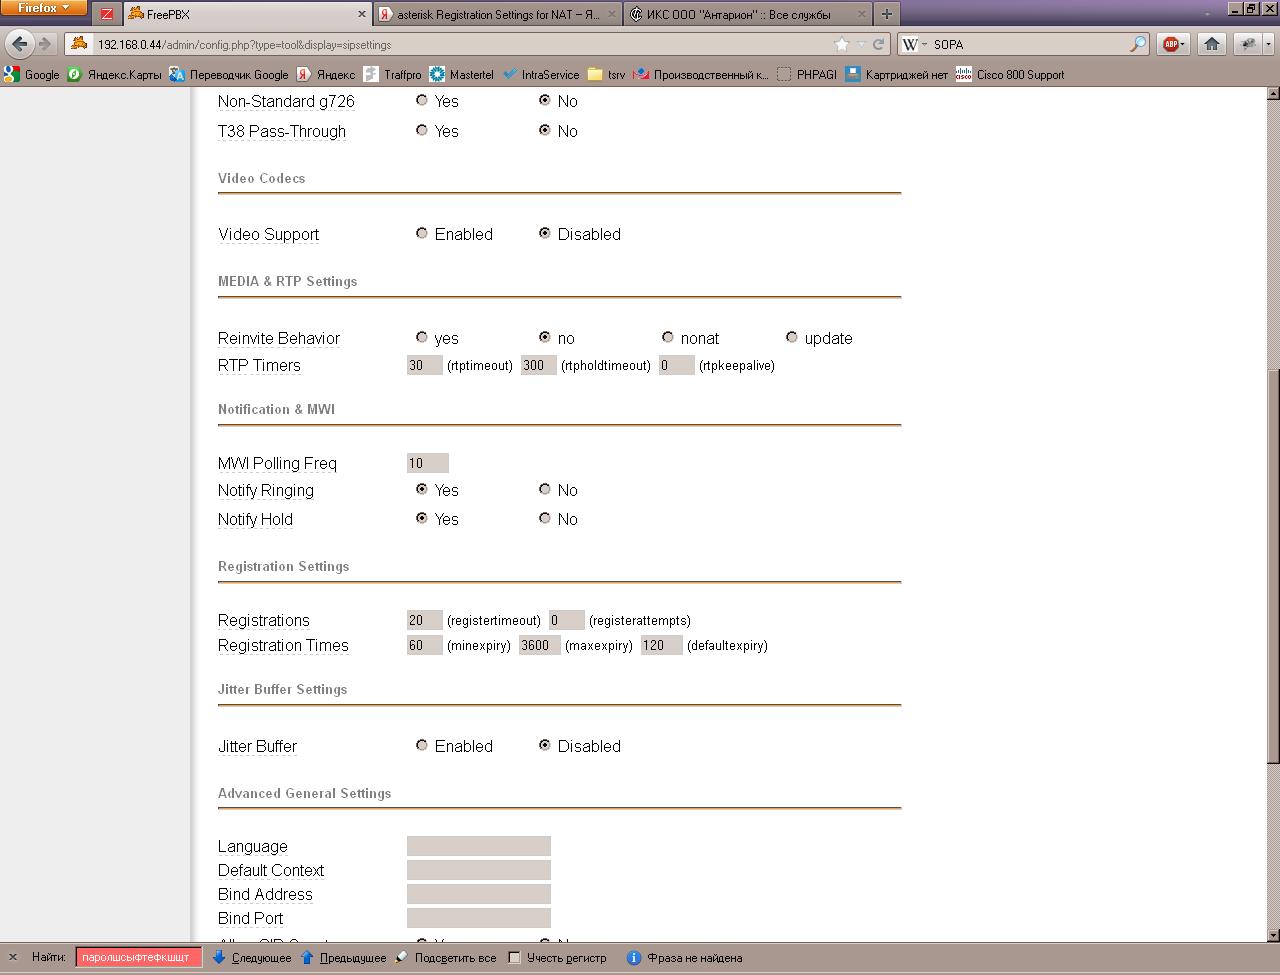 Firefox
FreePBX
asterisk Registration Settings for NAT – Я...
ИКС ООО "Антарион" :: Все службы
192.168.0.44/admin/config.php?type=tool&display=sipsettings
SOPA
ABP
Google Яндекс.Карты Переводчик Google Яндекс Traffpro Mastertel IntraService tsrv Производственный к... PHPAGI Картриджей нет Cisco 800 Support
Non-Standard g726 Yes No
T38 Pass-Through Yes No
Video Codecs
Video Support Enabled Disabled
MEDIA & RTP Settings
Reinvite Behavior yes no nonat update
RTP Timers 30 (rtptimeout) 300 (rtpholdtimeout) 0 (rtpkeepalive)
Notification & MWI
MWI Polling Freq 10
Notify Ringing Yes No
Notify Hold Yes No
Registration Settings
Registrations 20 (registertimeout) 0 (registerattempts)
Registration Times 60 (minexpiry) 3600 (maxexpiry) 120 (defaultexpiry)
Jitter Buffer Settings
Jitter Buffer Enabled Disabled
Advanced General Settings
Language
Default Context
Bind Address
Bind Port
Найти: паролшсыфтефкшщт Следующее Предыдущее Подсветить все Учесть регистр Фраза не найдена